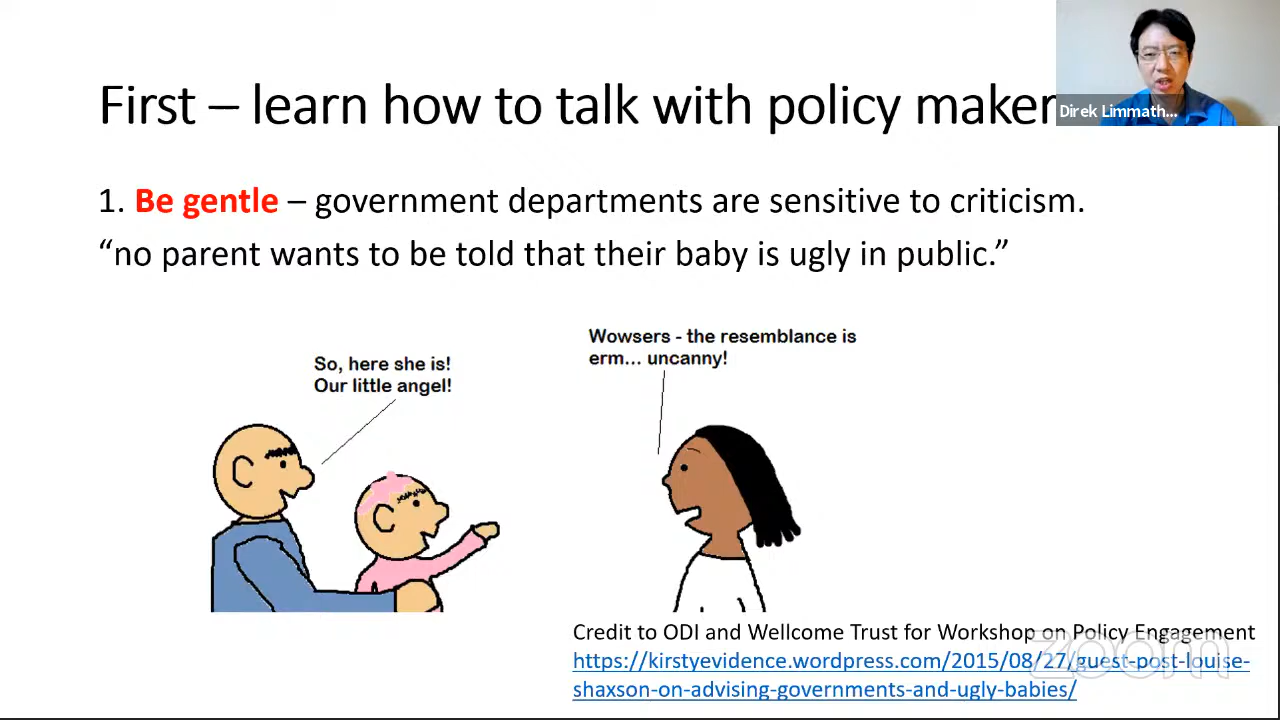 First – learn how to talk with policy maker
Direk Limmath...
1. Be gentle – government departments are sensitive to criticism.
“no parent wants to be told that their baby is ugly in public.”
Wowsers - the resemblance is
erm... uncanny!
So, here she is!
Our little angel!
Credit to ODI and Wellcome Trust for Workshop on Policy Engagement
https://kirstyevidence.wordpress.com/2015/08/27/guest-post-louise-
shaxson-on-advising-governments-and-ugly-babies/
zoom